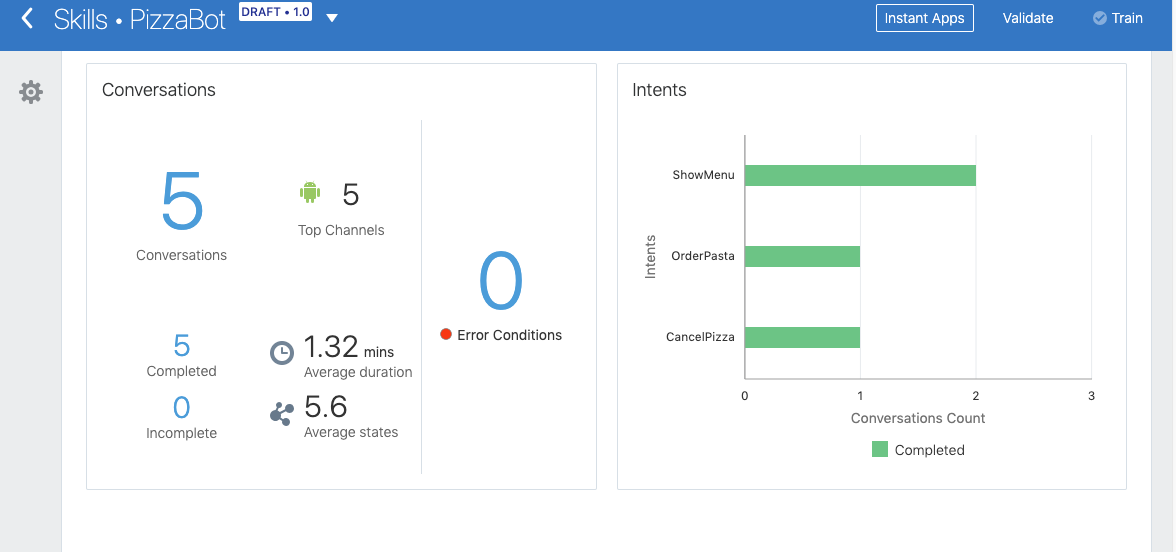 Skills • PizzaBot DRAFT • 1.0 Instant Apps Validate Train
Conversations
5
Conversations
5
Top Channels
5
Completed
0
Incomplete
1.32 mins
Average duration
5.6
Average states
0
Error Conditions
Intents
Intents
ShowMenu
OrderPasta
CancelPizza
0 1 2 3
Conversations Count
Completed